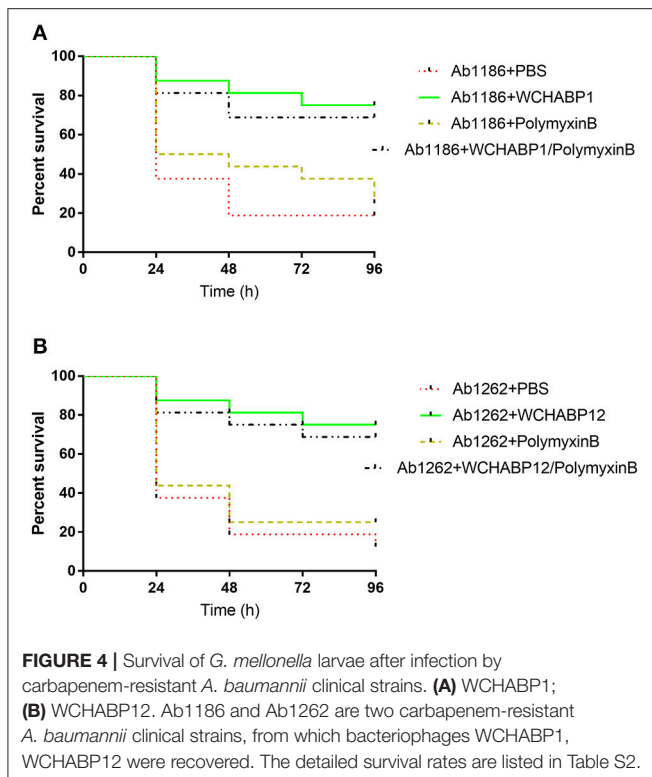 A
100
80
60
40
20
0
Percent survival
0 24 48 72 96
Time (h)
Ab1186+PBS
Ab1186+WCHABP1
Ab1186+PolymyxinB
Ab1186+WCHABP1/PolymyxinB
B
100
80
60
40
20
0
Percent survival
0 24 48 72 96
Time (h)
Ab1262+PBS
Ab1262+WCHABP12
Ab1262+PolymyxinB
Ab1262+WCHABP12/PolymyxinB
FIGURE 4 | Survival of G. mellonella larvae after infection by
carbapenem-resistant A. baumannii clinical strains. (A) WCHABP1;
(B) WCHABP12. Ab1186 and Ab1262 are two carbapenem-resistant
A. baumannii clinical strains, from which bacteriophages WCHABP1,
WCHABP12 were recovered. The detailed survival rates are listed in Table S2.